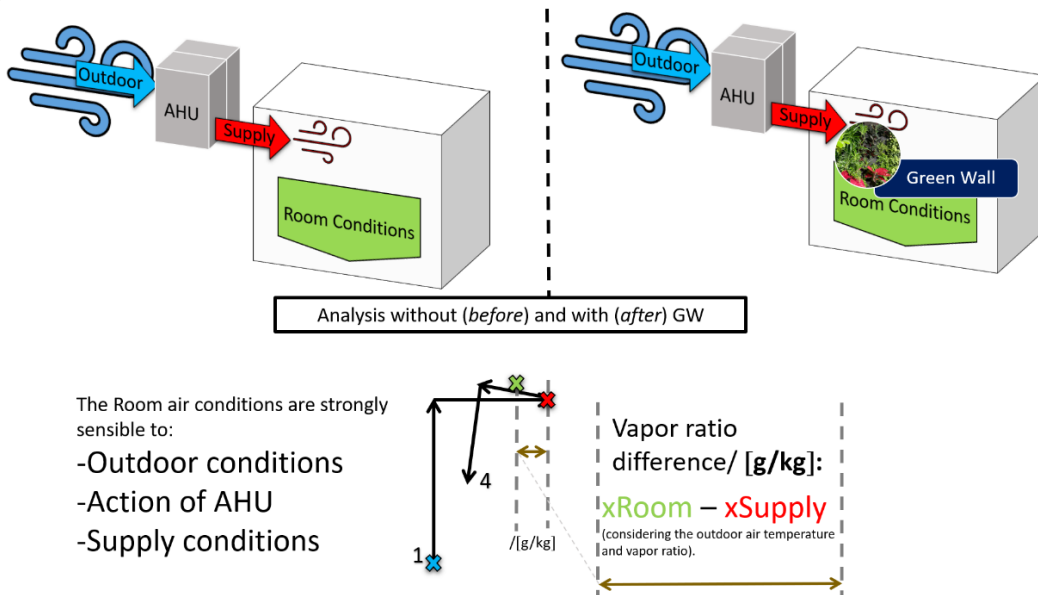 Outdoor
AHU
Supply
Room Conditions
Outdoor
AHU
Supply
Green Wall
Room Conditions
Analysis without (before) and with (after) GW
The Room air conditions are strongly
sensible to:
-Outdoor conditions
-Action of AHU
-Supply conditions
4
1
/[g/kg]
Vapor ratio
difference/ [g/kg]:
xRoom – xSupply
(considering the outdoor air temperature
and vapor ratio).